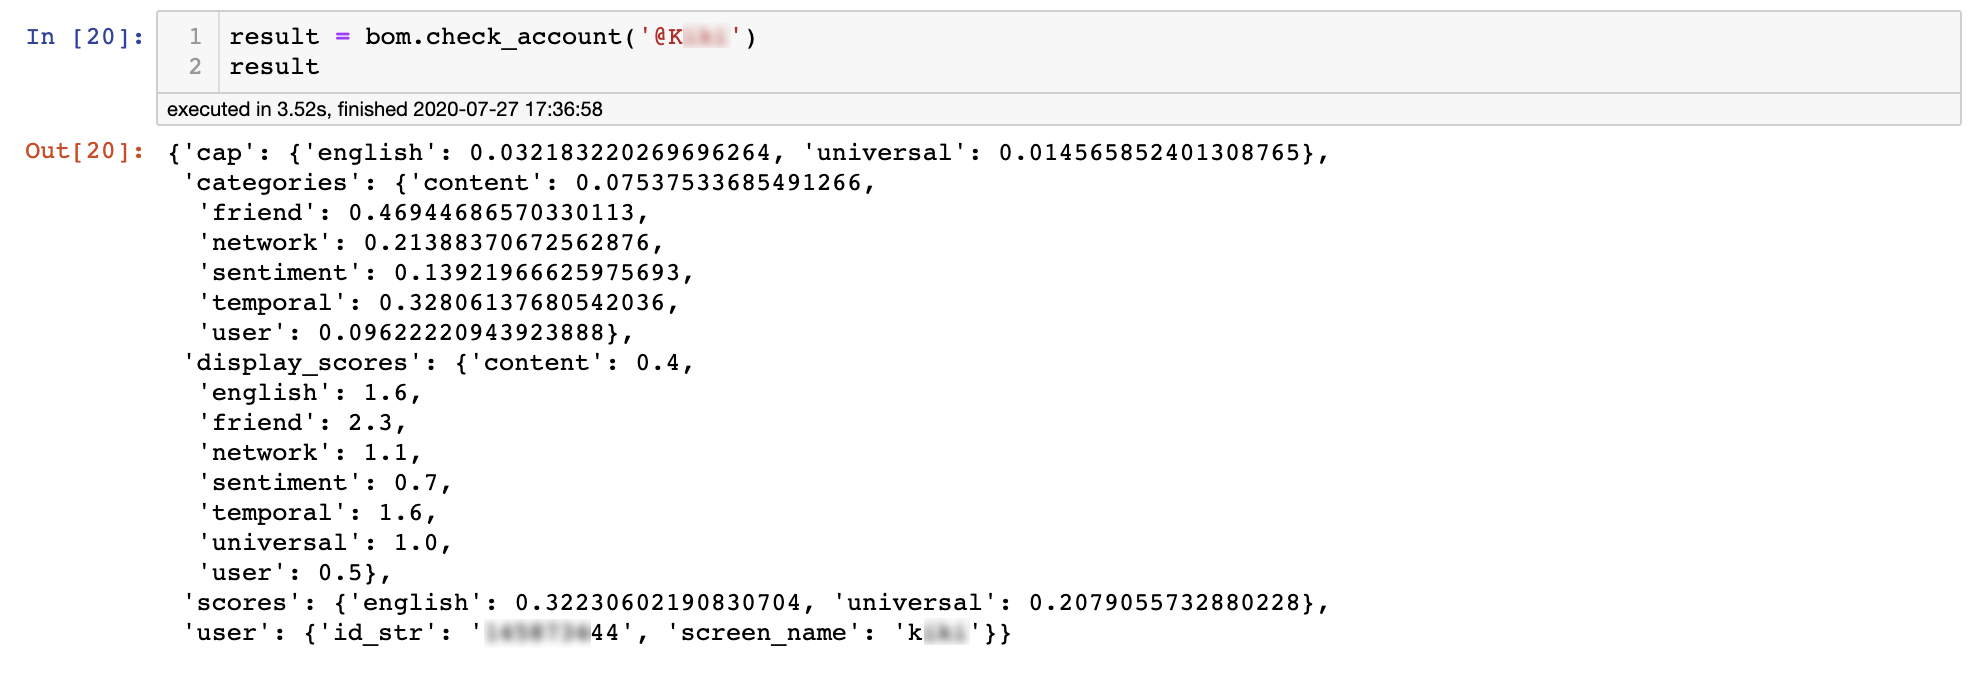 In [20]:
1 result = bom.check_account('@K ')
2 result
executed in 3.52s, finished 2020-07-27 17:36:58
Out[20]: {'cap': {'english': 0.032183220269696264, 'universal': 0.014565852401308765},
'categories': {'content': 0.07537533685491266,
'friend': 0.46944686570330113,
'network': 0.21388370672562876,
'sentiment': 0.13921966625975693,
'temporal': 0.32806137680542036,
'user': 0.09622220943923888},
'display_scores': {'content': 0.4,
'english': 1.6,
'friend': 2.3,
'network': 1.1,
'sentiment': 0.7,
'temporal': 1.6,
'universal': 1.0,
'user': 0.5},
'scores': {'english': 0.32230602190830704, 'universal': 0.2079055732880228},
'user': {'id_str': ' 44', 'screen_name': 'k '}}